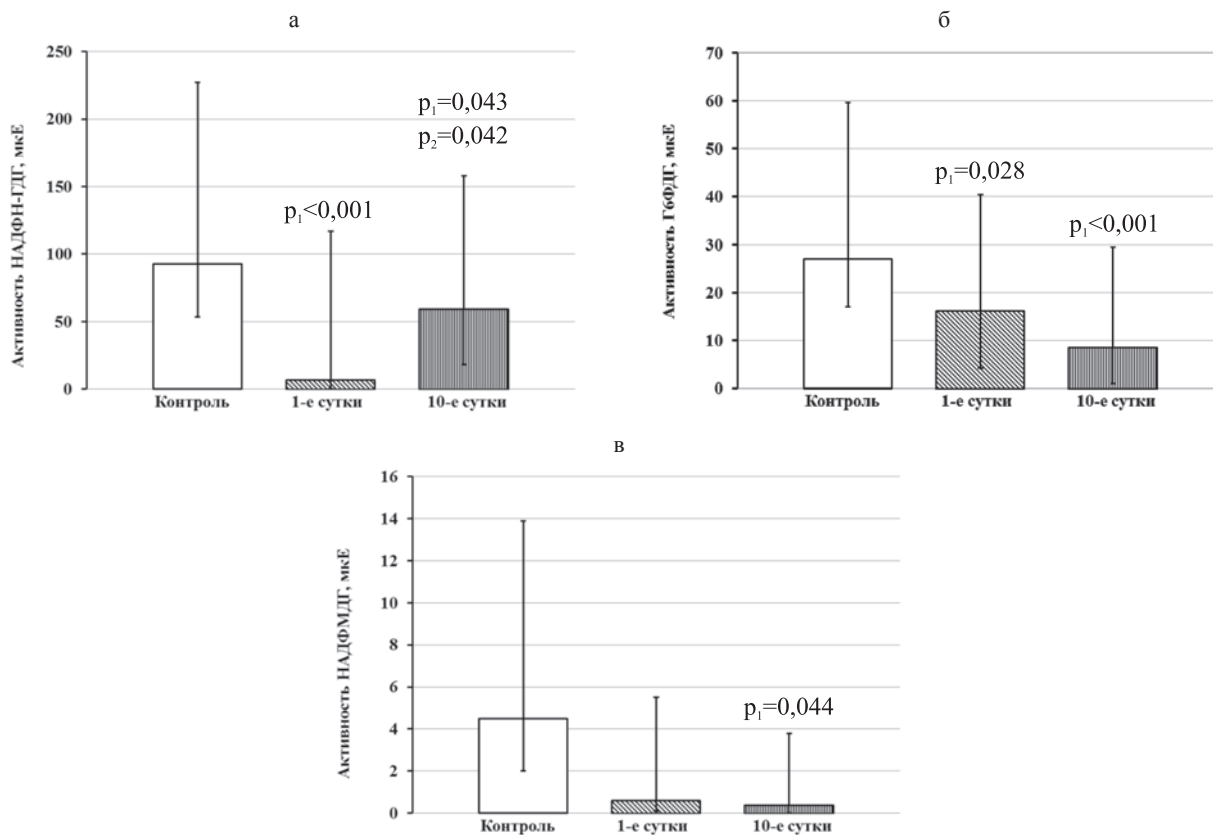 а
Активность НАДФН-ГДГ, мкЕ
250
200
150
100
50
0
p₁<0,001
p₁=0,043
p₂=0,042
Контроль
1-е сутки
10-е сутки
б
Активность Г6ФДГ, мкЕ
70
60
50
40
30
20
10
0
p₁=0,028
p₁<0,001
Контроль
1-е сутки
10-е сутки
в
Активность НАДФМДГ, мкЕ
16
14
12
10
8
6
4
2
0
p₁=0,044
Контроль
1-е сутки
10-е сутки